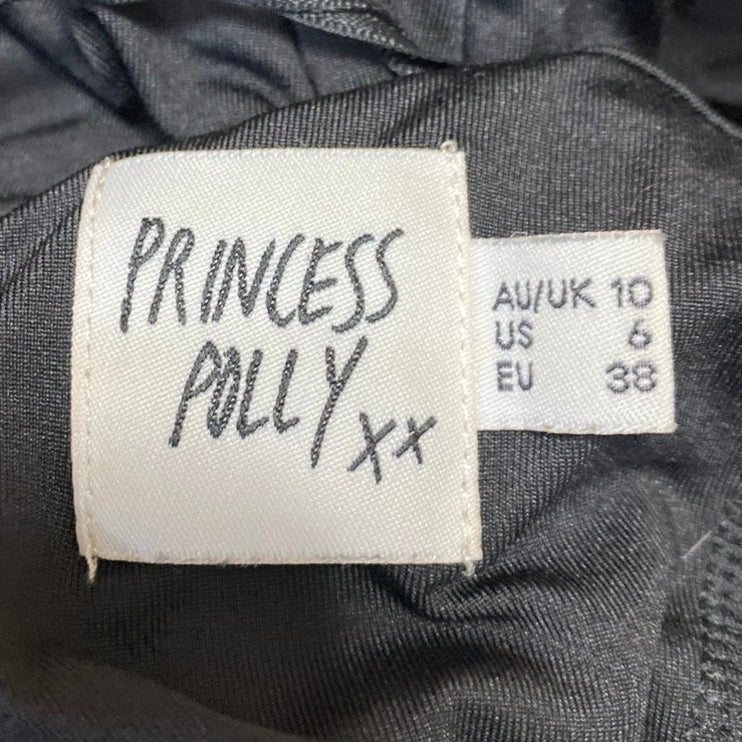 PRINCESS
POLLY xx
AU/UK 10
US 6
EU 38